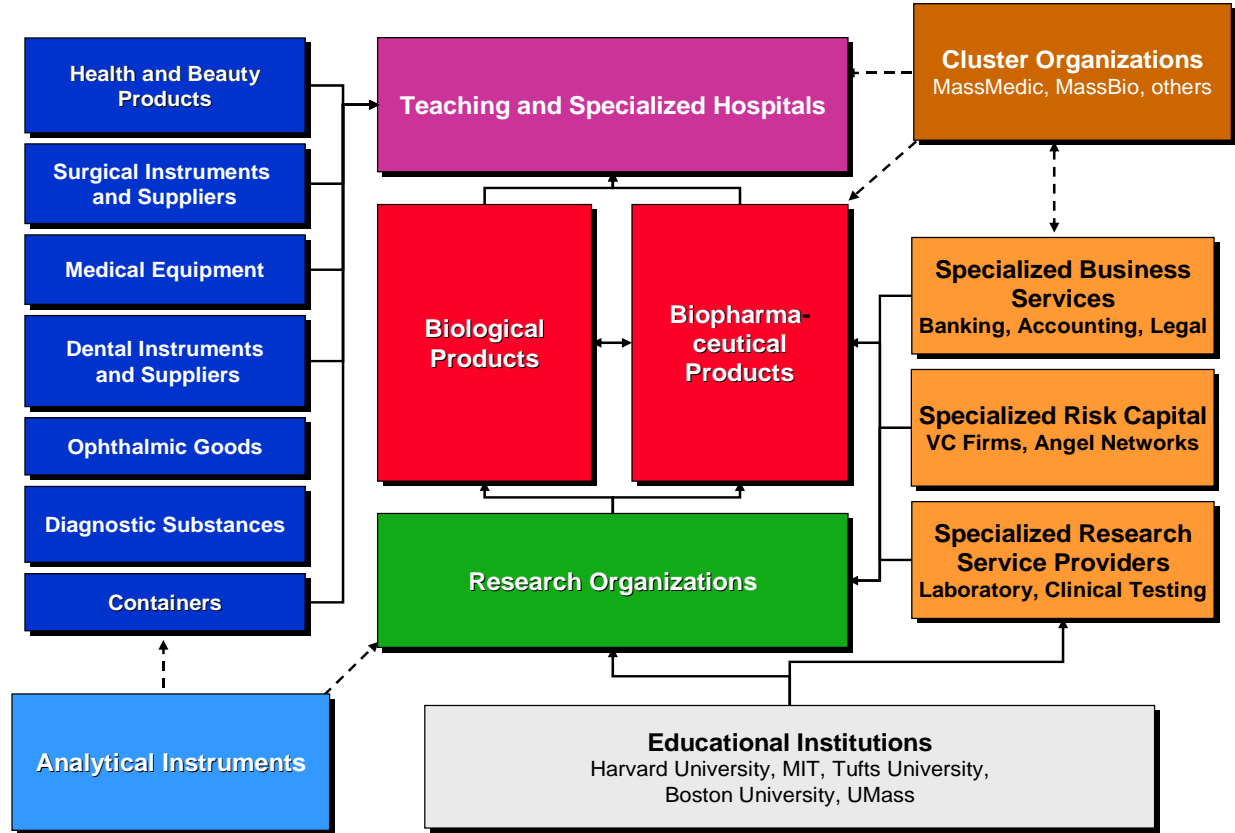 Health and Beauty
Products
Surgical Instruments
and Suppliers
Medical Equipment
Dental Instruments
and Suppliers
Ophthalmic Goods
Diagnostic Substances
Containers
Analytical Instruments
Teaching and Specialized Hospitals
Biological
Products
Biopharma-
ceutical
Products
Research Organizations
Educational Institutions
Harvard University, MIT, Tufts University,
Boston University, UMass
Cluster Organizations
MassMedic, MassBio, others
Specialized Business
Services
Banking, Accounting, Legal
Specialized Risk Capital
VC Firms, Angel Networks
Specialized Research
Service Providers
Laboratory, Clinical Testing